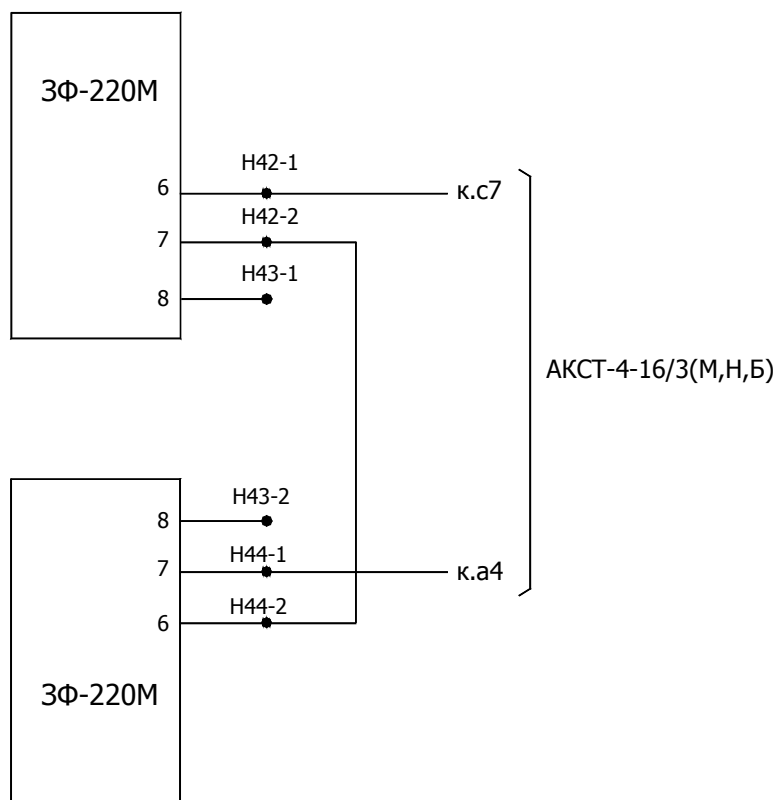 ЗФ-220М
Н42-1
6
к.с7
Н42-2
7
Н43-1
8
АКСТ-4-16/3(М,Н,Б)
Н43-2
8
Н44-1
7
к.а4
Н44-2
6
ЗФ-220М